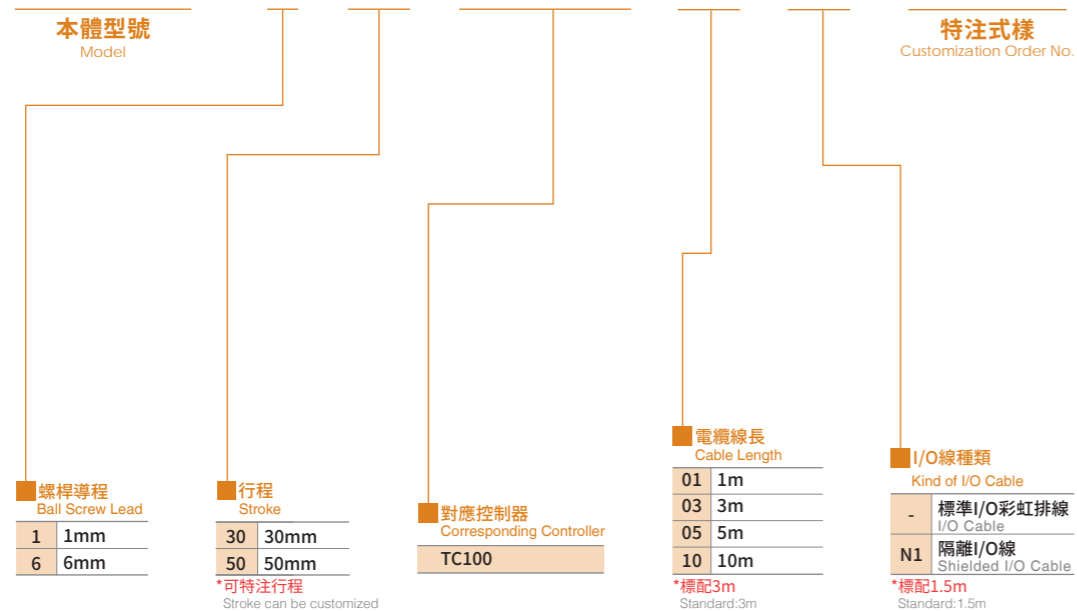 本體型號
Model
特注式樣
Customization Order No.
螺桿導程
Ball Screw Lead
1 1mm
6 6mm
行程
Stroke
30 30mm
50 50mm
*可特注行程
Stroke can be customized
對應控制器
Corresponding Controller
TC100
電纜線長
Cable Length
01 1m
03 3m
05 5m
10 10m
*標配3m
Standard:3m
I/O線種類
Kind of I/O Cable
- 標準I/O彩虹排線
I/O Cable
N1 隔離I/O線
Shielded I/O Cable
*標配1.5m
Standard:1.5m